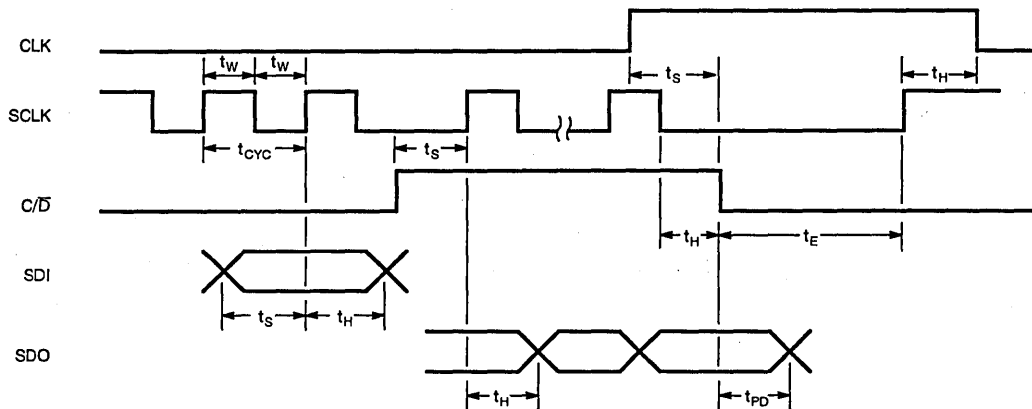 CLK
t_W t_W t_S t_H
SCLK
t_CYC t_S
C/D̅
t_H t_E
SDI
t_S t_H
SDO
t_H t_PD